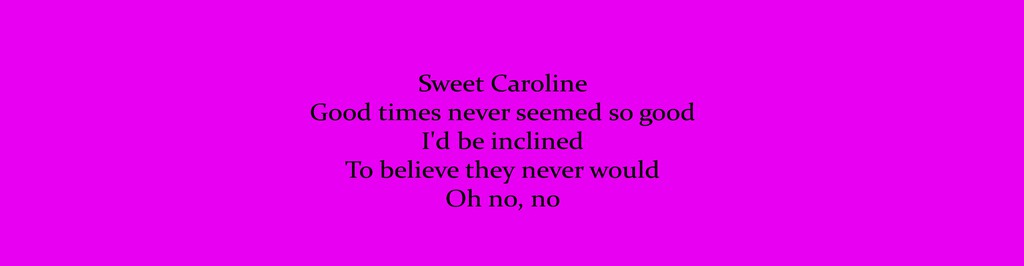 Sweet Caroline
Good times never seemed so good
I'd be inclined
To believe they never would
Oh no, no